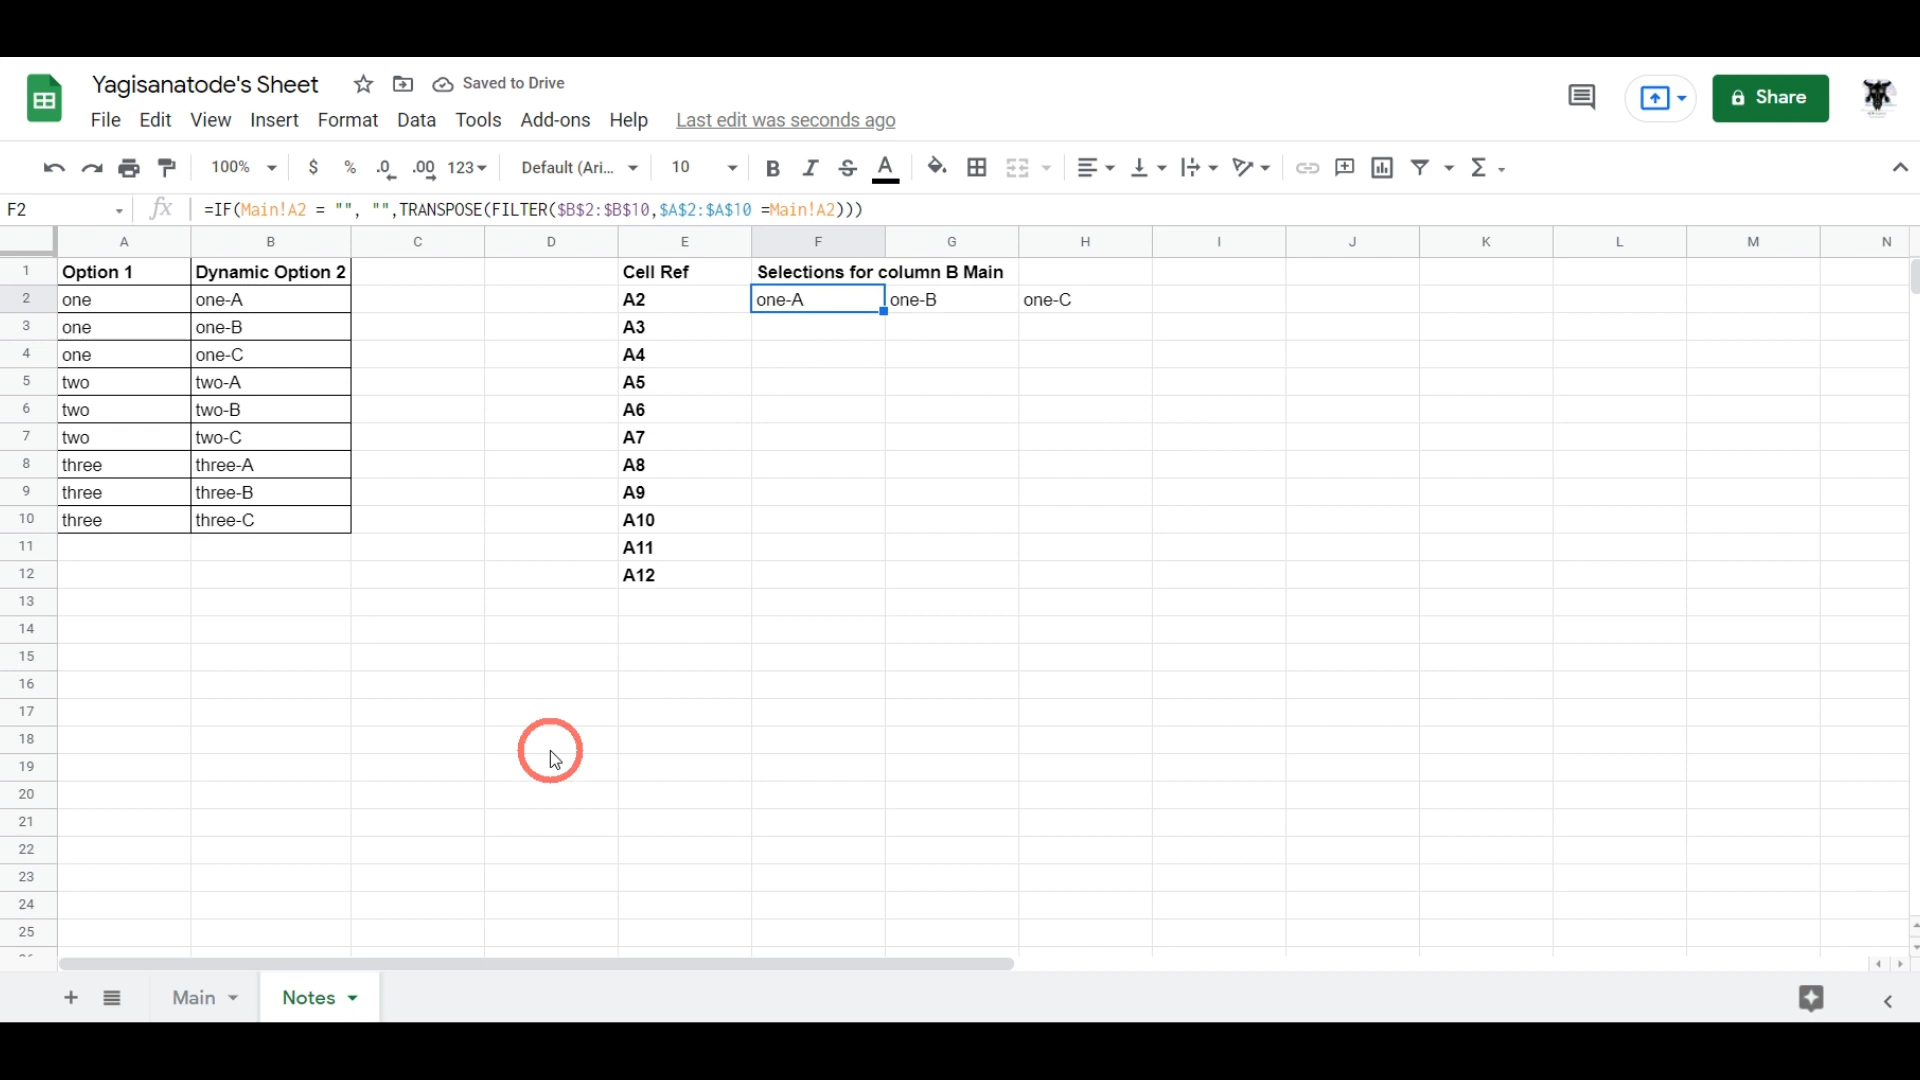 Yagisanatode's Sheet Saved to Drive
File Edit View Insert Format Data Tools Add-ons Help Last edit was seconds ago
Share
100% $ % .0 .00 123 Default (Ari... 10 B I S A
F2 fx =IF(Main!A2 = "", "",TRANSPOSE(FILTER($B$2:$B$10,$A$2:$A$10 =Main!A2)))
A B C D E F G H I J K L M N
1 Option 1 Dynamic Option 2 Cell Ref Selections for column B Main
2 one one-A A2 one-A one-B one-C
3 one one-B A3
4 one one-C A4
5 two two-A A5
6 two two-B A6
7 two two-C A7
8 three three-A A8
9 three three-B A9
10 three three-C A10
11 A11
12 A12
13
14
15
16
17
18
19
20
21
22
23
24
25
Main Notes